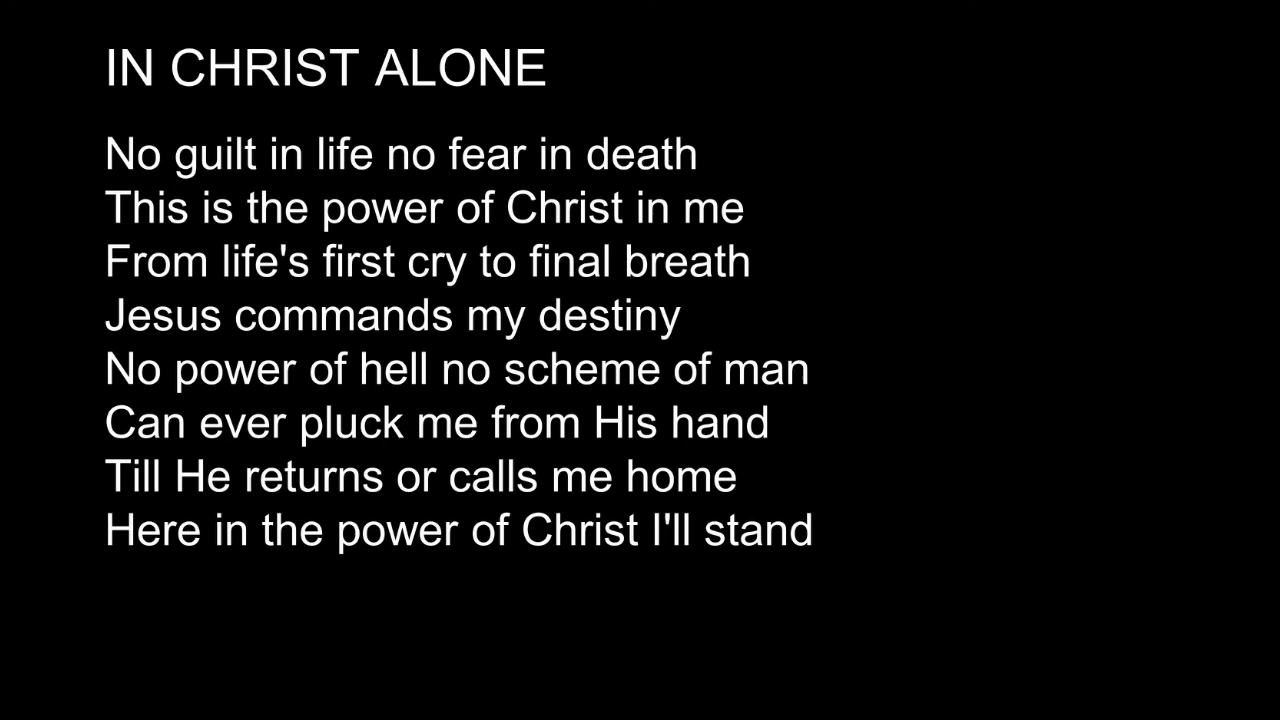 IN CHRIST ALONE
No guilt in life no fear in death
This is the power of Christ in me
From life's first cry to final breath
Jesus commands my destiny
No power of hell no scheme of man
Can ever pluck me from His hand
Till He returns or calls me home
Here in the power of Christ I'll stand